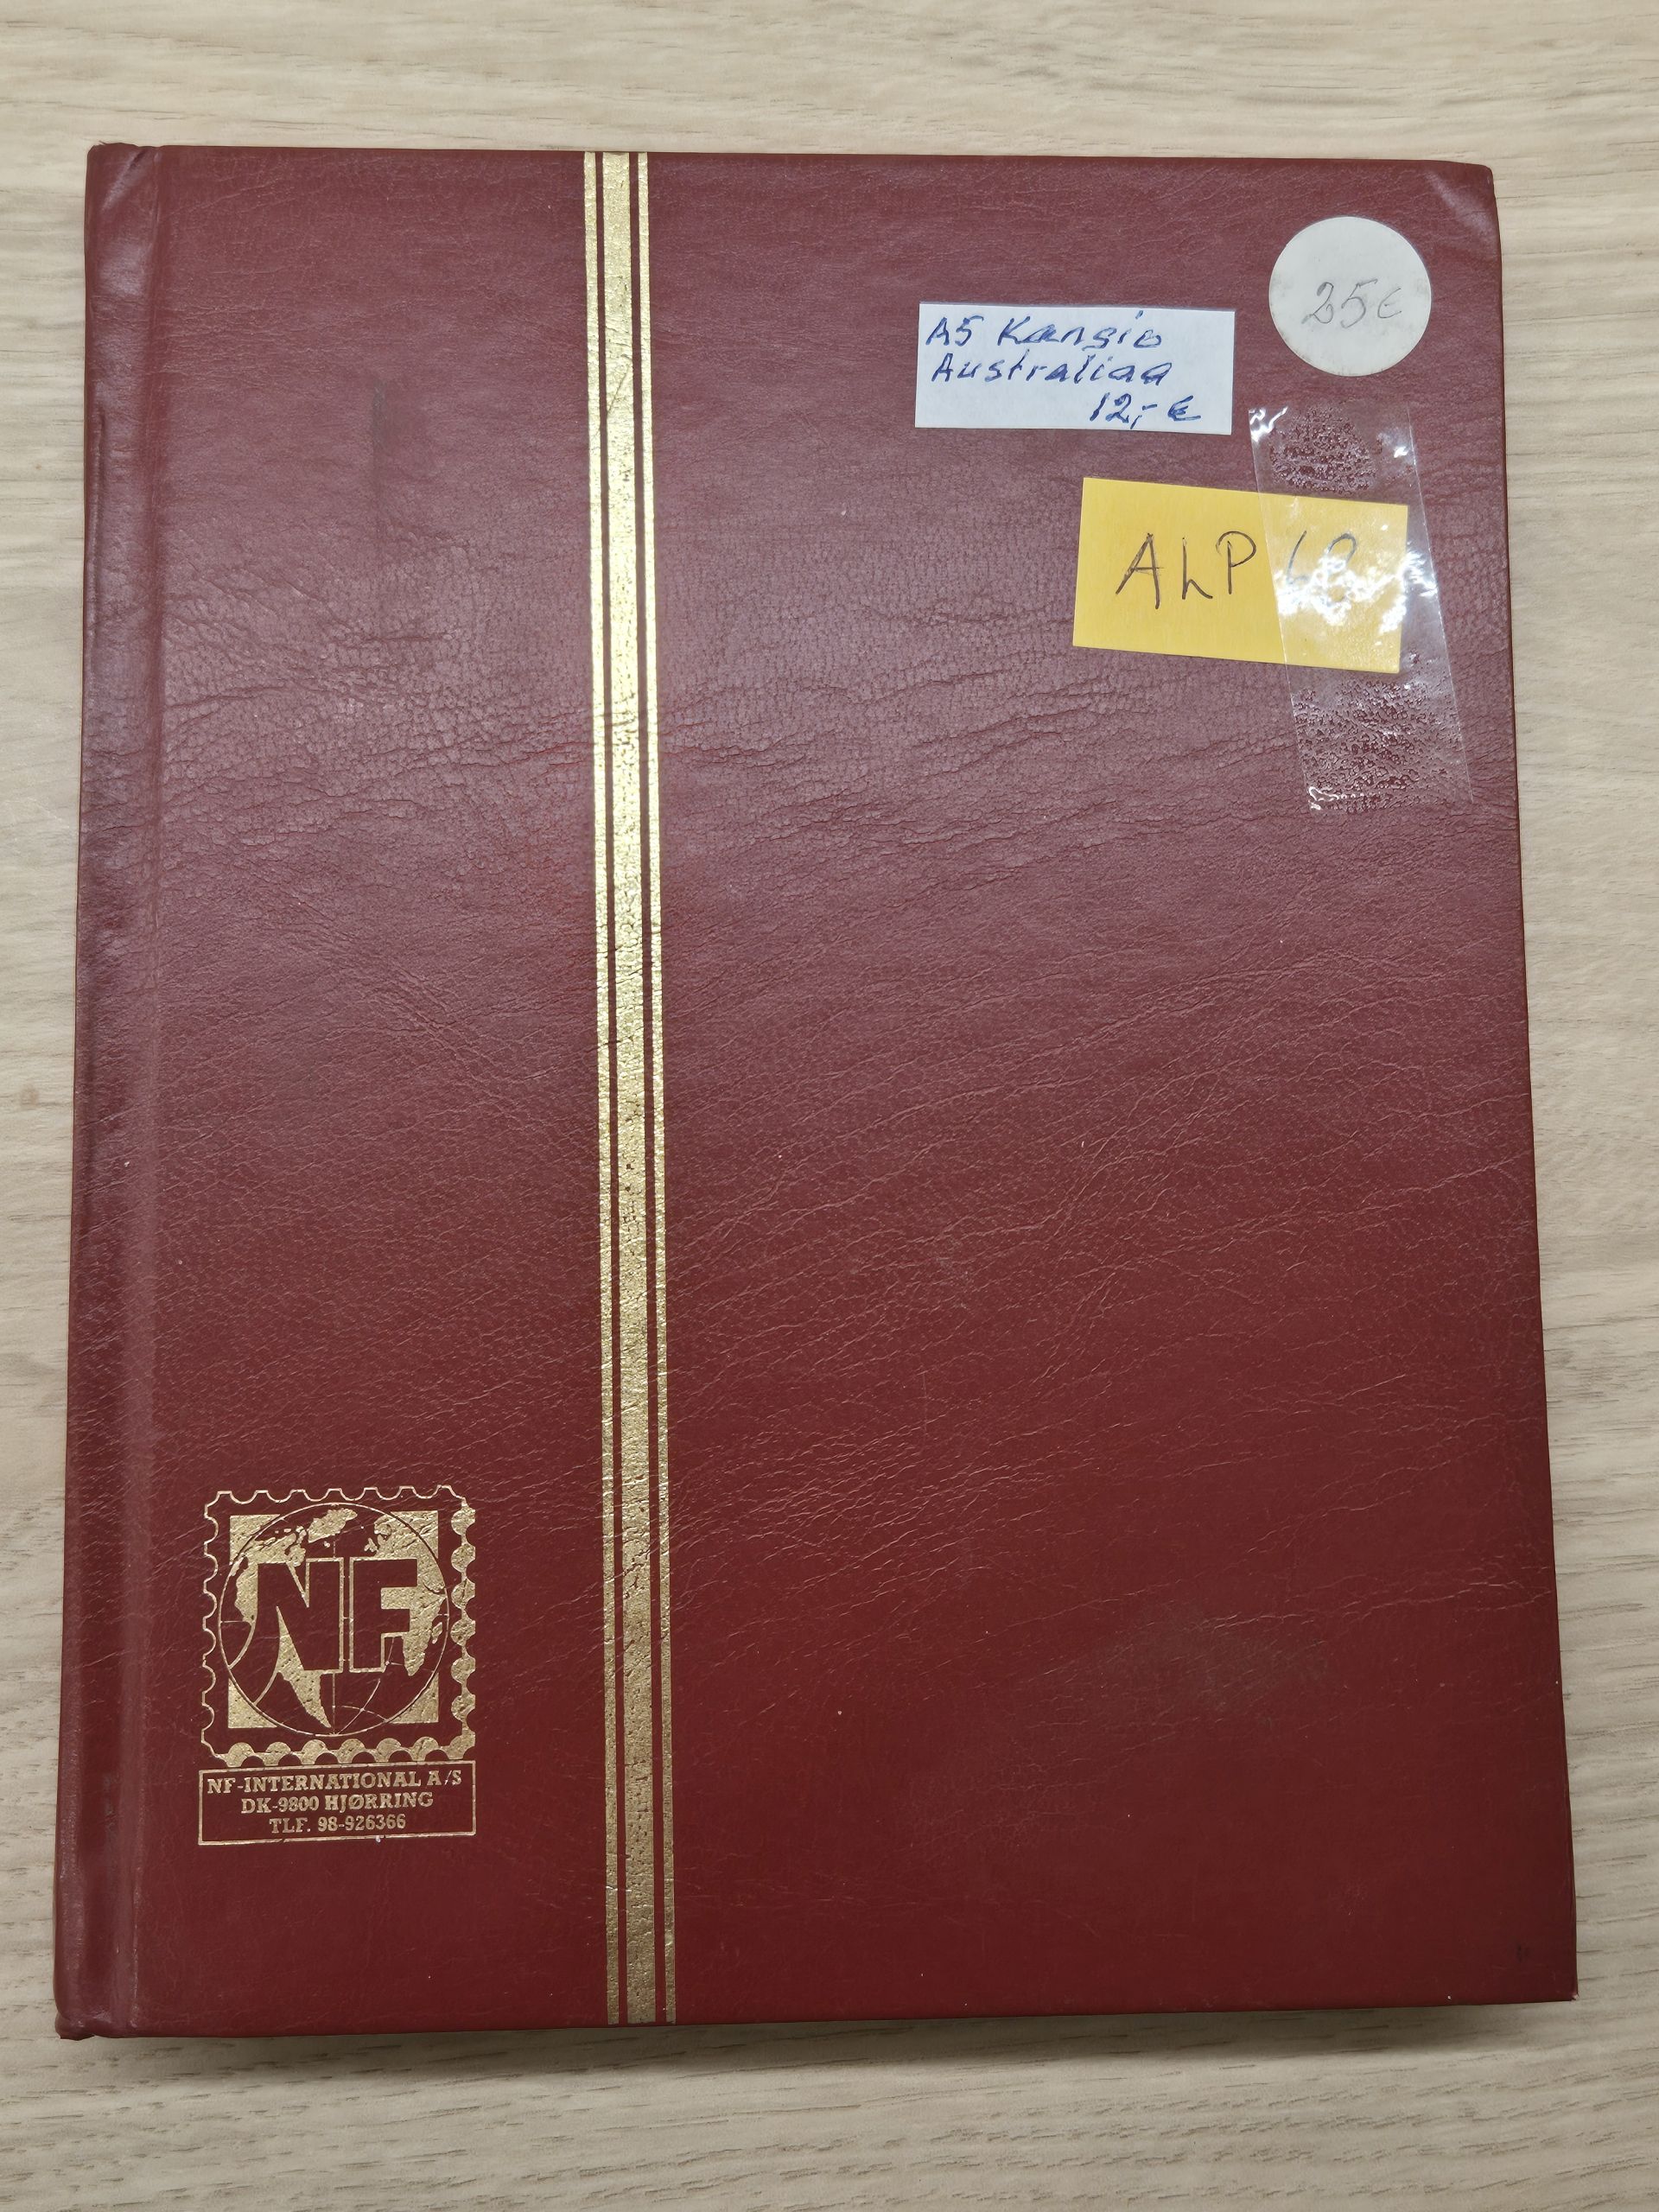 25€
A5 Kansio
Australiaa
12,- €
ALP
NF
NF-INTERNATIONAL A/S
DK-9800 HJØRRING
TLF. 98-926366